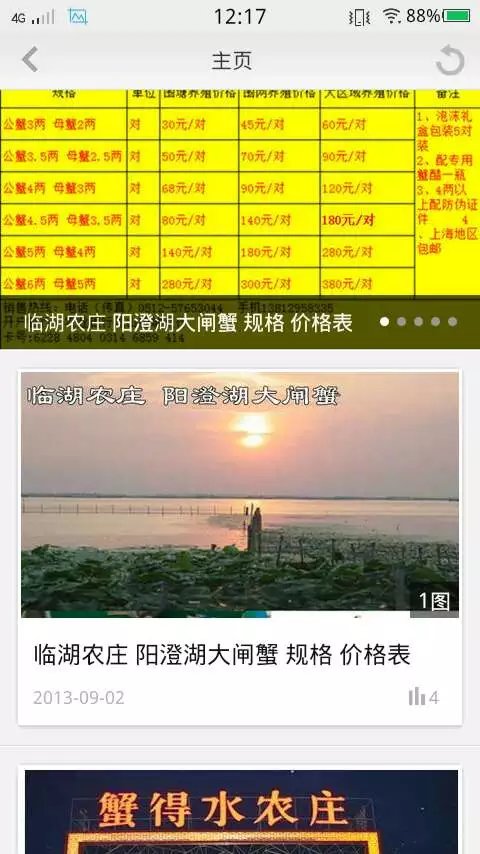 4G 12:17 88%
主页
规格 单位 围塘养殖价格 围网养殖价格 大区域养殖价格 备注
公蟹3两 母蟹2两 对 30元/对 45元/对 60元/对
公蟹3.5两 母蟹2.5两 对 50元/对 70元/对 90元/对
公蟹4两 母蟹3两 对 68元/对 90元/对 120元/对
公蟹4.5两 母蟹3.5两 对 80元/对 140元/对 180元/对
公蟹5两 母蟹4两 对 140元/对 180元/对 280元/对
公蟹6两 母蟹5两 对 280元/对 300元/对 380元/对
1、泡沫礼
盒包装5对
装
2、配专用
蟹醋一瓶
3、4两以
上配防伪证
件 4
、上海地区
包邮
销售热线：电话（传真）0512-57653044 手机13812959335
卡号:6228 4804 0314 6859 414
临湖农庄 阳澄湖大闸蟹 规格 价格表
临湖农庄 阳澄湖大闸蟹
1图
临湖农庄 阳澄湖大闸蟹 规格 价格表
2013-09-02 4
蟹得水农庄